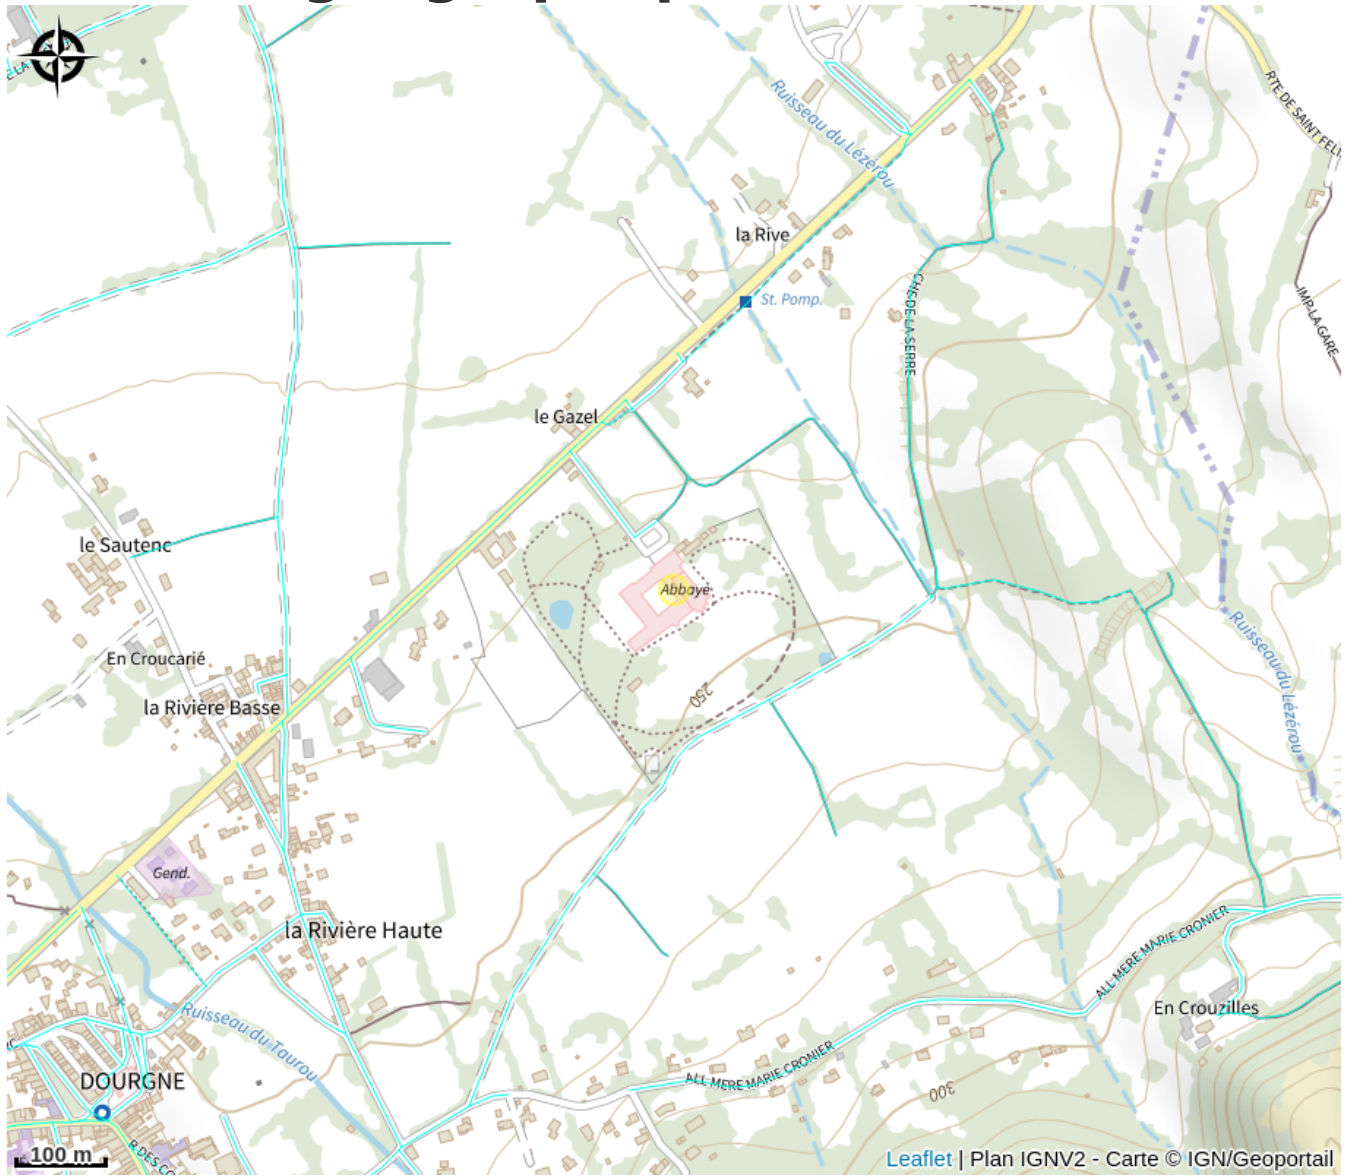 RTE DE SAINT FELI
Ruisseau du Lézérou
la Rive
St. Pomp.
CHE DE LA SERRE
IMP LA GARE
le Gazel
le Sautenc
Abbaye
En Croucarié
250
la Rivière Basse
Ruisseau du Lézérou
Gend.
la Rivière Haute
ALL MERE MARIE CRONIER
En Crouzilles
Ruisseau du Taurou
ALL MERE MARIE CRONIER
DOURGNE
300
R DES CO
100 m
Leaflet | Plan IGNV2 - Carte © IGN/Geoportail